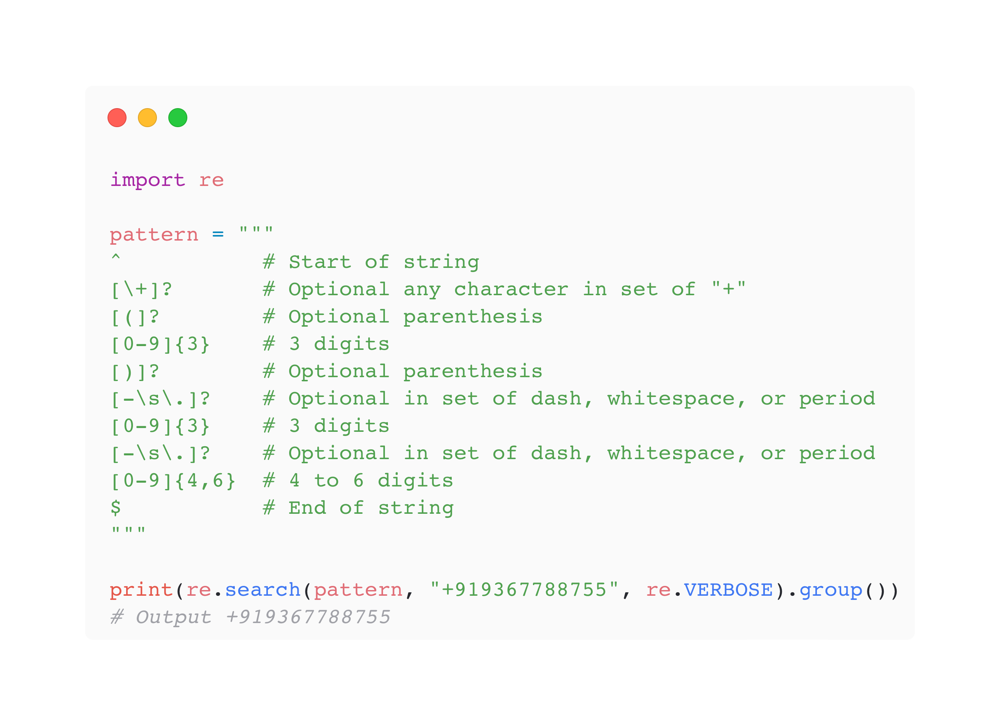 import re

pattern = """
^           # Start of string
[\+]?       # Optional any character in set of "+"
[(]?        # Optional parenthesis
[0-9]{3}    # 3 digits
[)]?        # Optional parenthesis
[-\s\.]?    # Optional in set of dash, whitespace, or period
[0-9]{3}    # 3 digits
[-\s\.]?    # Optional in set of dash, whitespace, or period
[0-9]{4,6}  # 4 to 6 digits
$           # End of string
"""

print(re.search(pattern, "+919367788755", re.VERBOSE).group())
# Output +919367788755